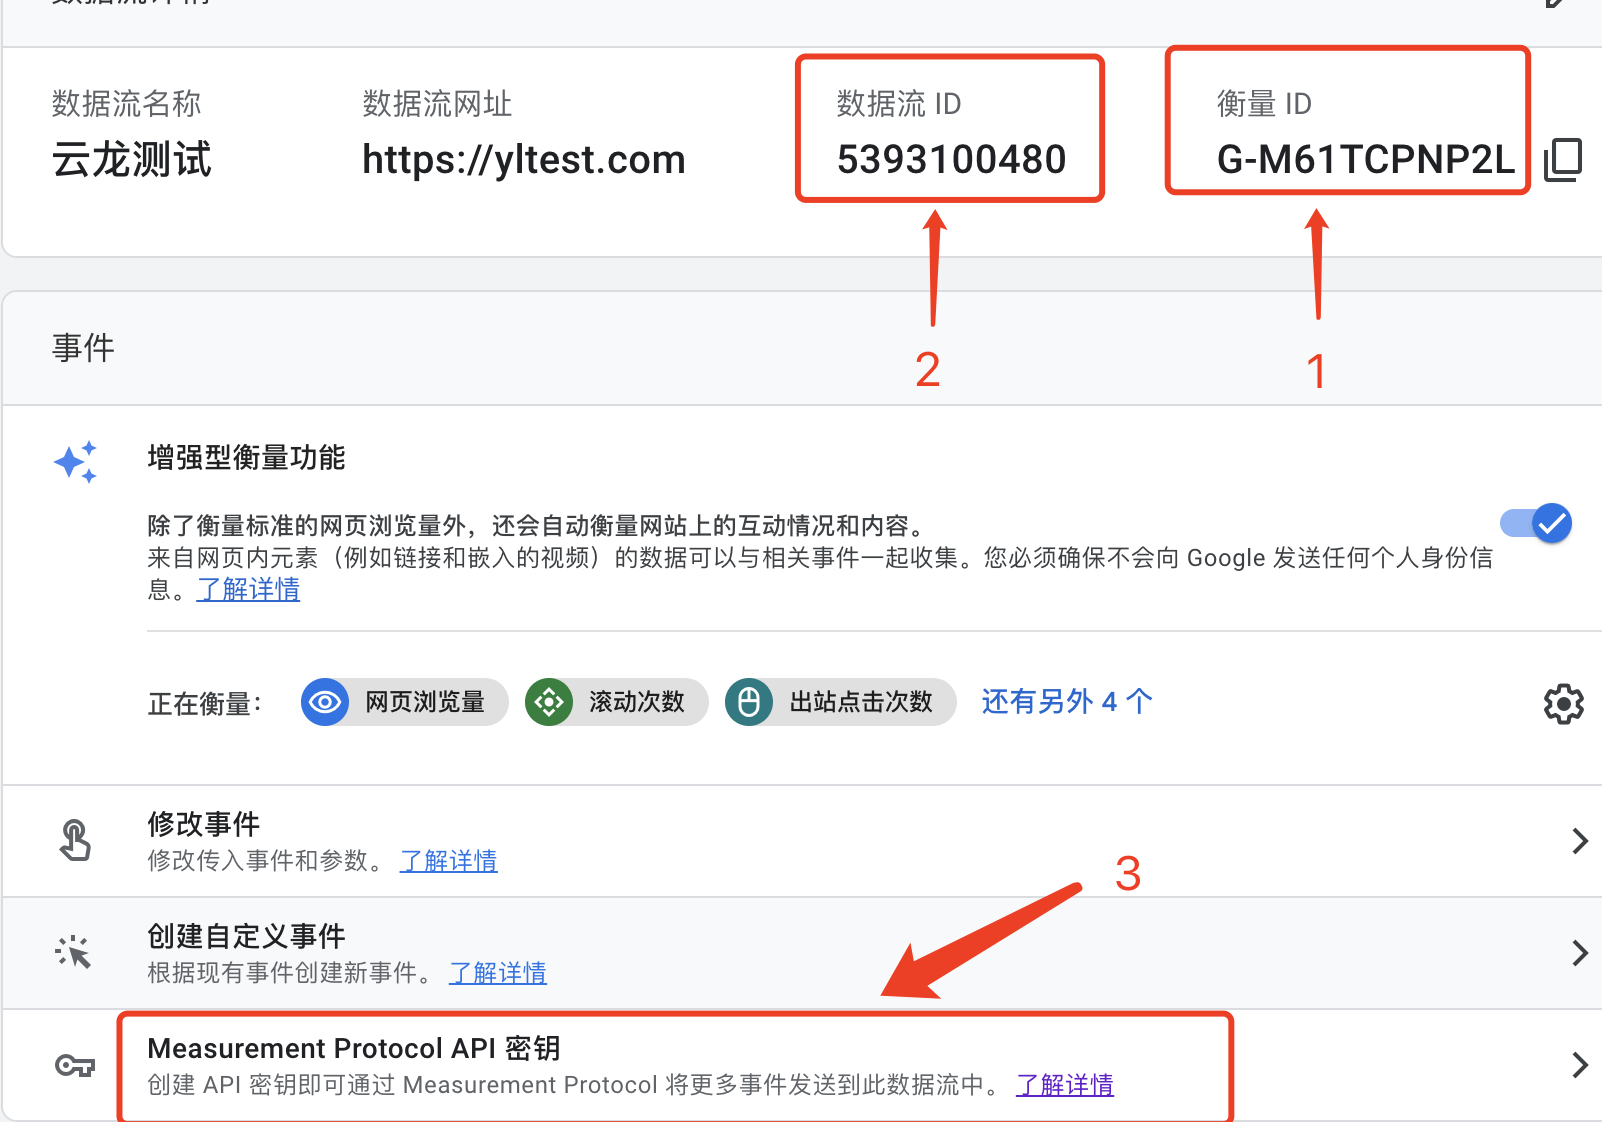 数据流名称
云龙测试
数据流网址
https://yltest.com
数据流 ID
5393100480
衡量 ID
G-M61TCPNP2L
2
1
事件
增强型衡量功能
除了衡量标准的网页浏览量外，还会自动衡量网站上的互动情况和内容。
来自网页内元素（例如链接和嵌入的视频）的数据可以与相关事件一起收集。您必须确保不会向 Google 发送任何个人身份信
息。了解详情
正在衡量： 网页浏览量 滚动次数 出站点击次数 还有另外 4 个
修改事件
修改传入事件和参数。 了解详情
3
创建自定义事件
根据现有事件创建新事件。 了解详情
Measurement Protocol API 密钥
创建 API 密钥即可通过 Measurement Protocol 将更多事件发送到此数据流中。 了解详情